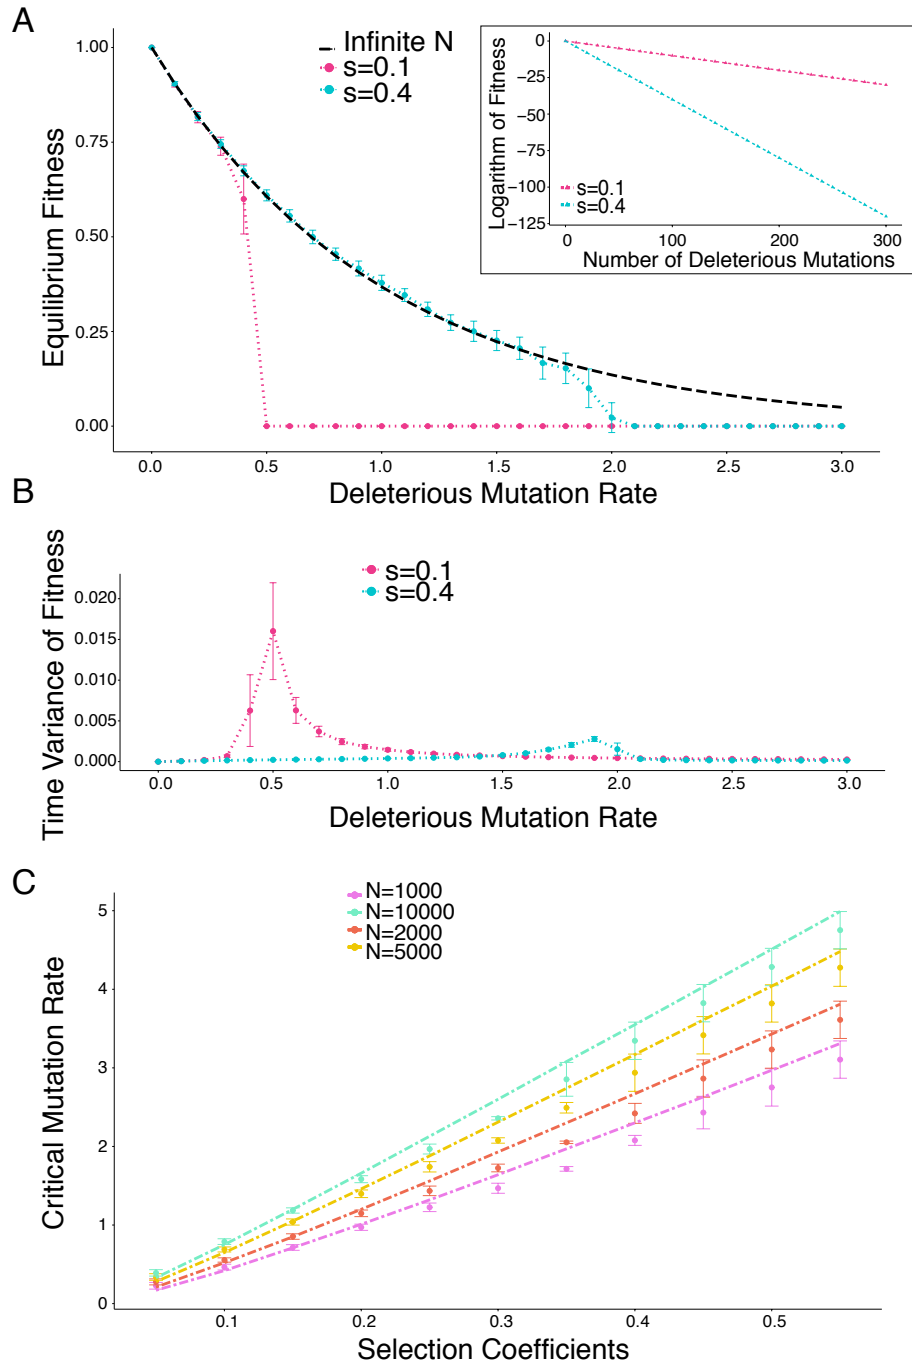 A
Infinite N
s=0.1
s=0.4
1.00
0.75
0.50
0.25
0.00
Equilibrium Fitness
0.0 0.5 1.0 1.5 2.0 2.5 3.0
Deleterious Mutation Rate
0
−25
−50
−75
−100
−125
Logarithm of Fitness
s=0.1
s=0.4
0 100 200 300
Number of Deleterious Mutations
B
s=0.1
s=0.4
0.020
0.015
0.010
0.005
0.000
Time Variance of Fitness
0.0 0.5 1.0 1.5 2.0 2.5 3.0
Deleterious Mutation Rate
C
N=1000
N=10000
N=2000
N=5000
5
4
3
2
1
0
Critical Mutation Rate
0.1 0.2 0.3 0.4 0.5
Selection Coefficients